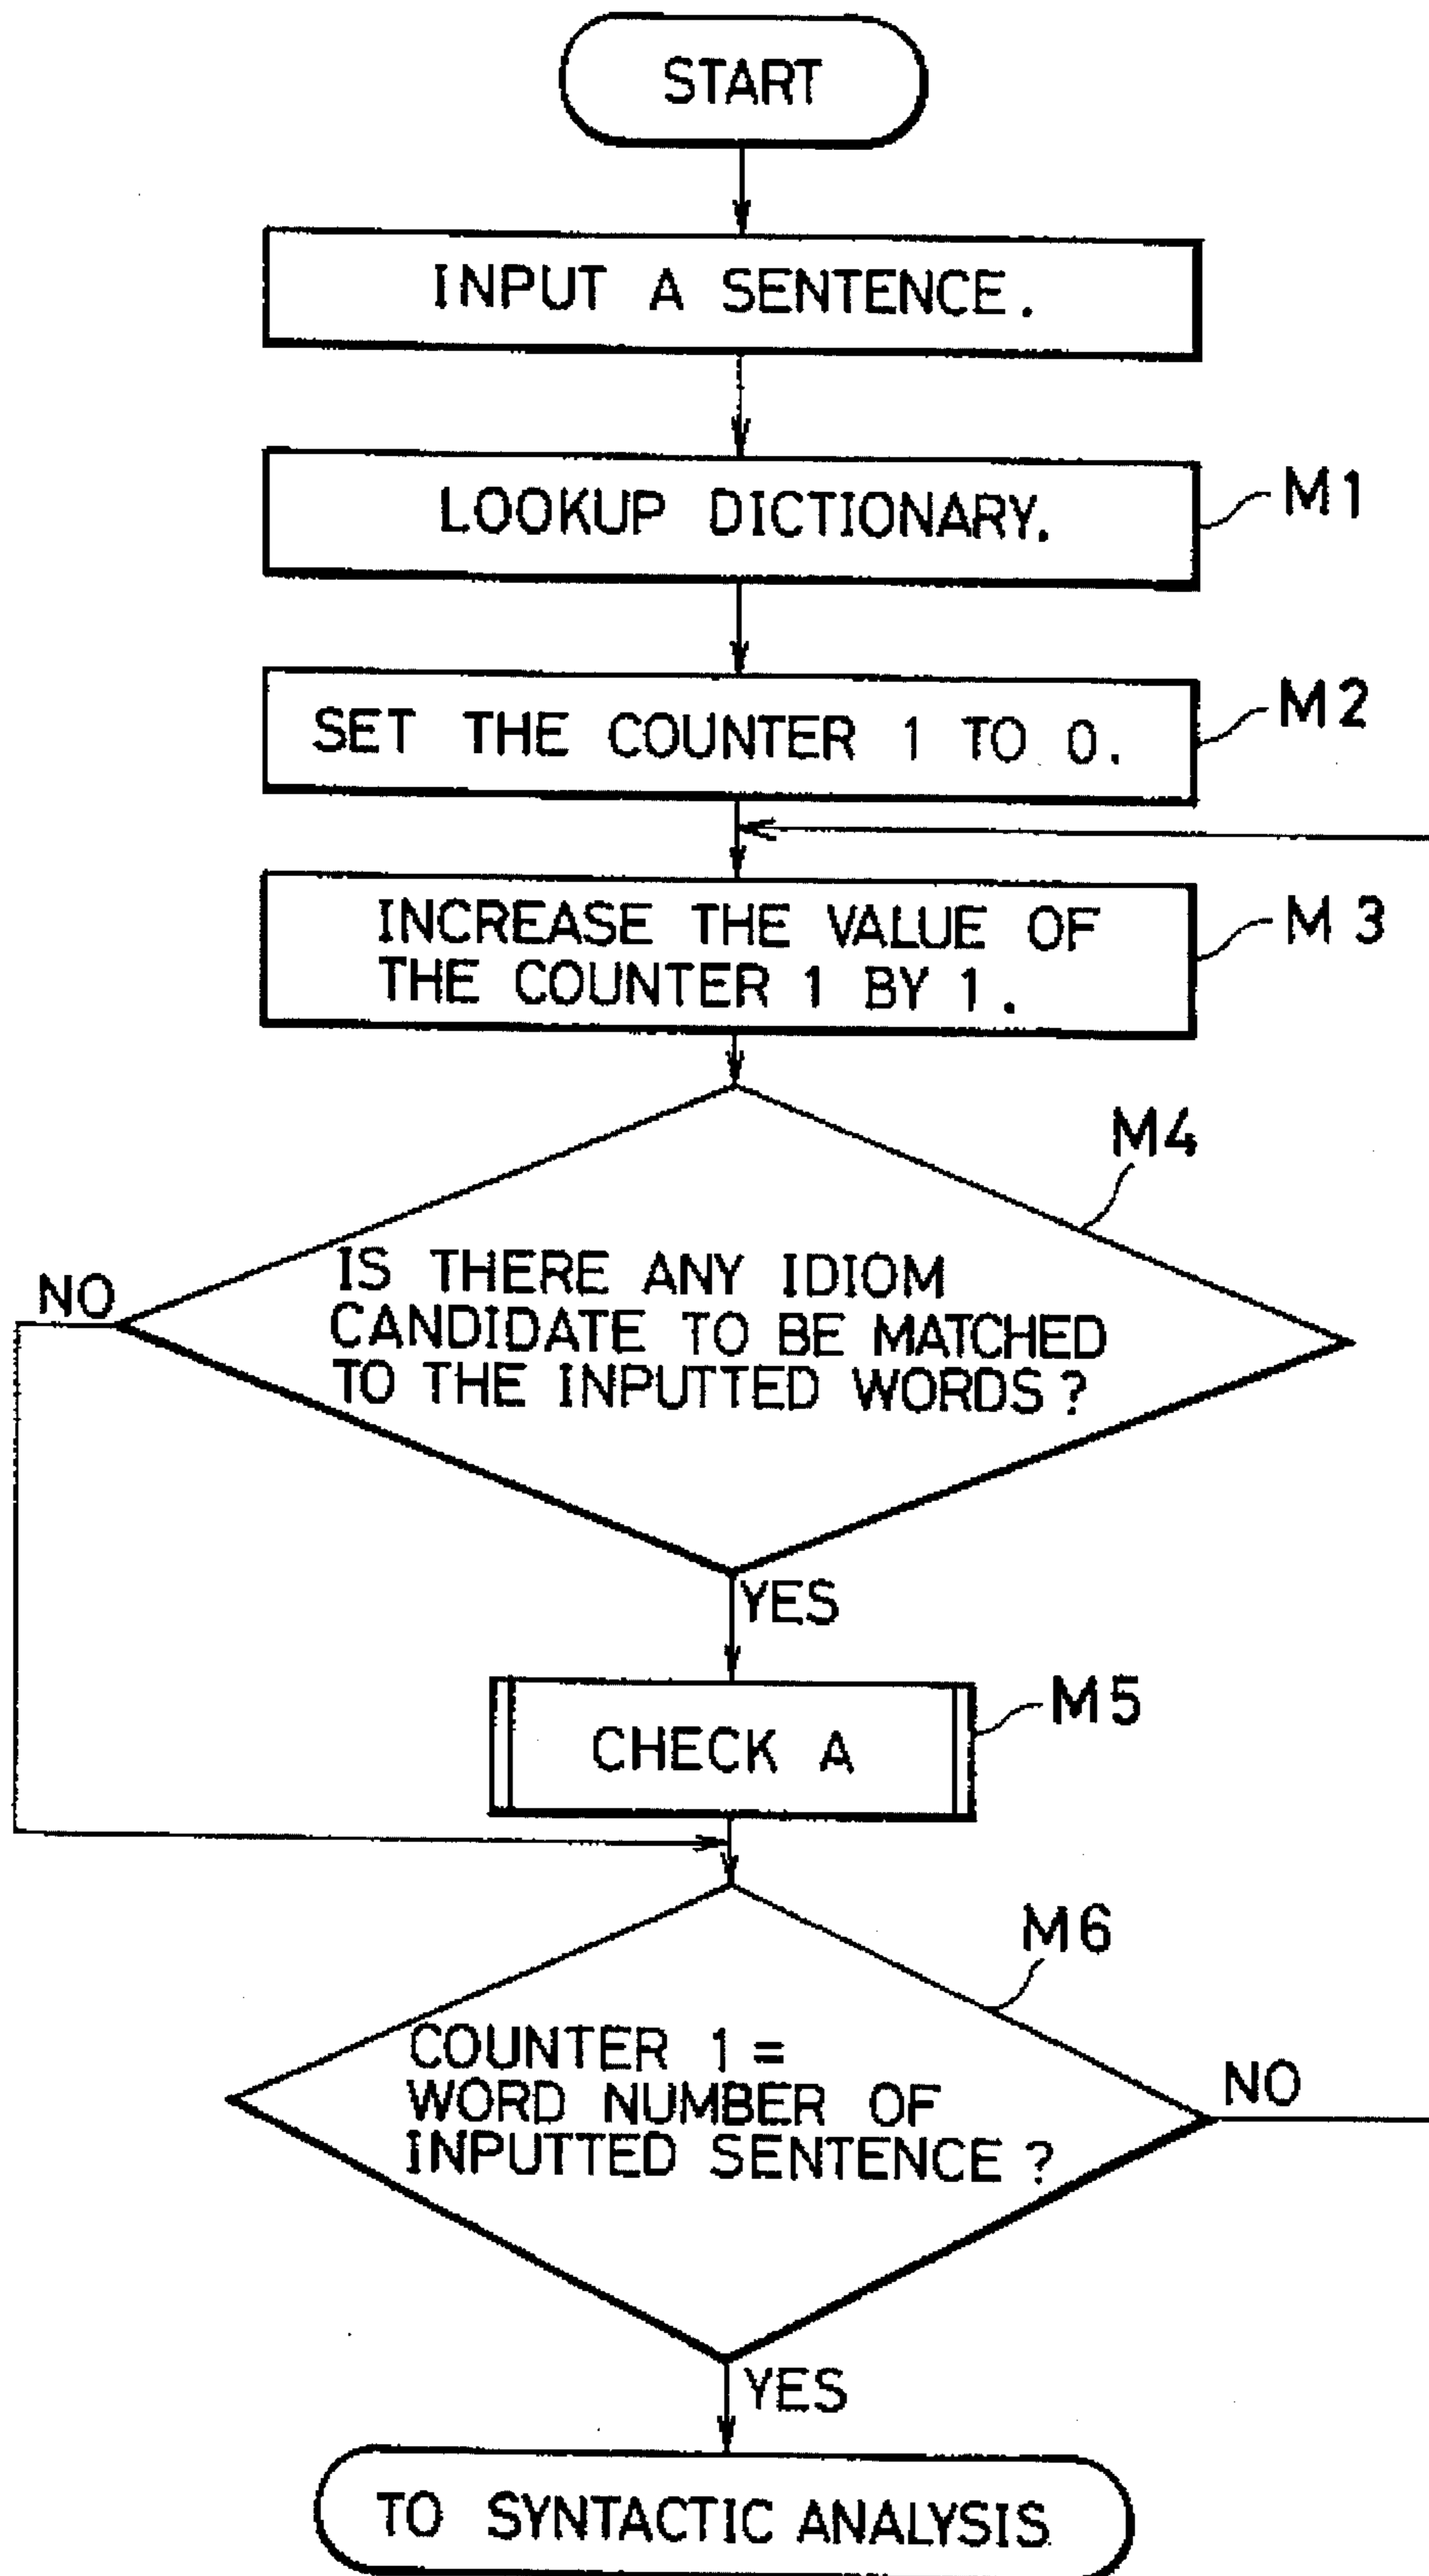 START
INPUT A SENTENCE.
LOOKUP DICTIONARY.
M1
SET THE COUNTER 1 TO 0.
M2
INCREASE THE VALUE OF
THE COUNTER 1 BY 1.
M3
M4
IS THERE ANY IDIOM
CANDIDATE TO BE MATCHED
TO THE INPUTTED WORDS?
NO
YES
CHECK A
M5
M6
COUNTER 1 =
WORD NUMBER OF
INPUTTED SENTENCE?
NO
YES
TO SYNTACTIC ANALYSIS